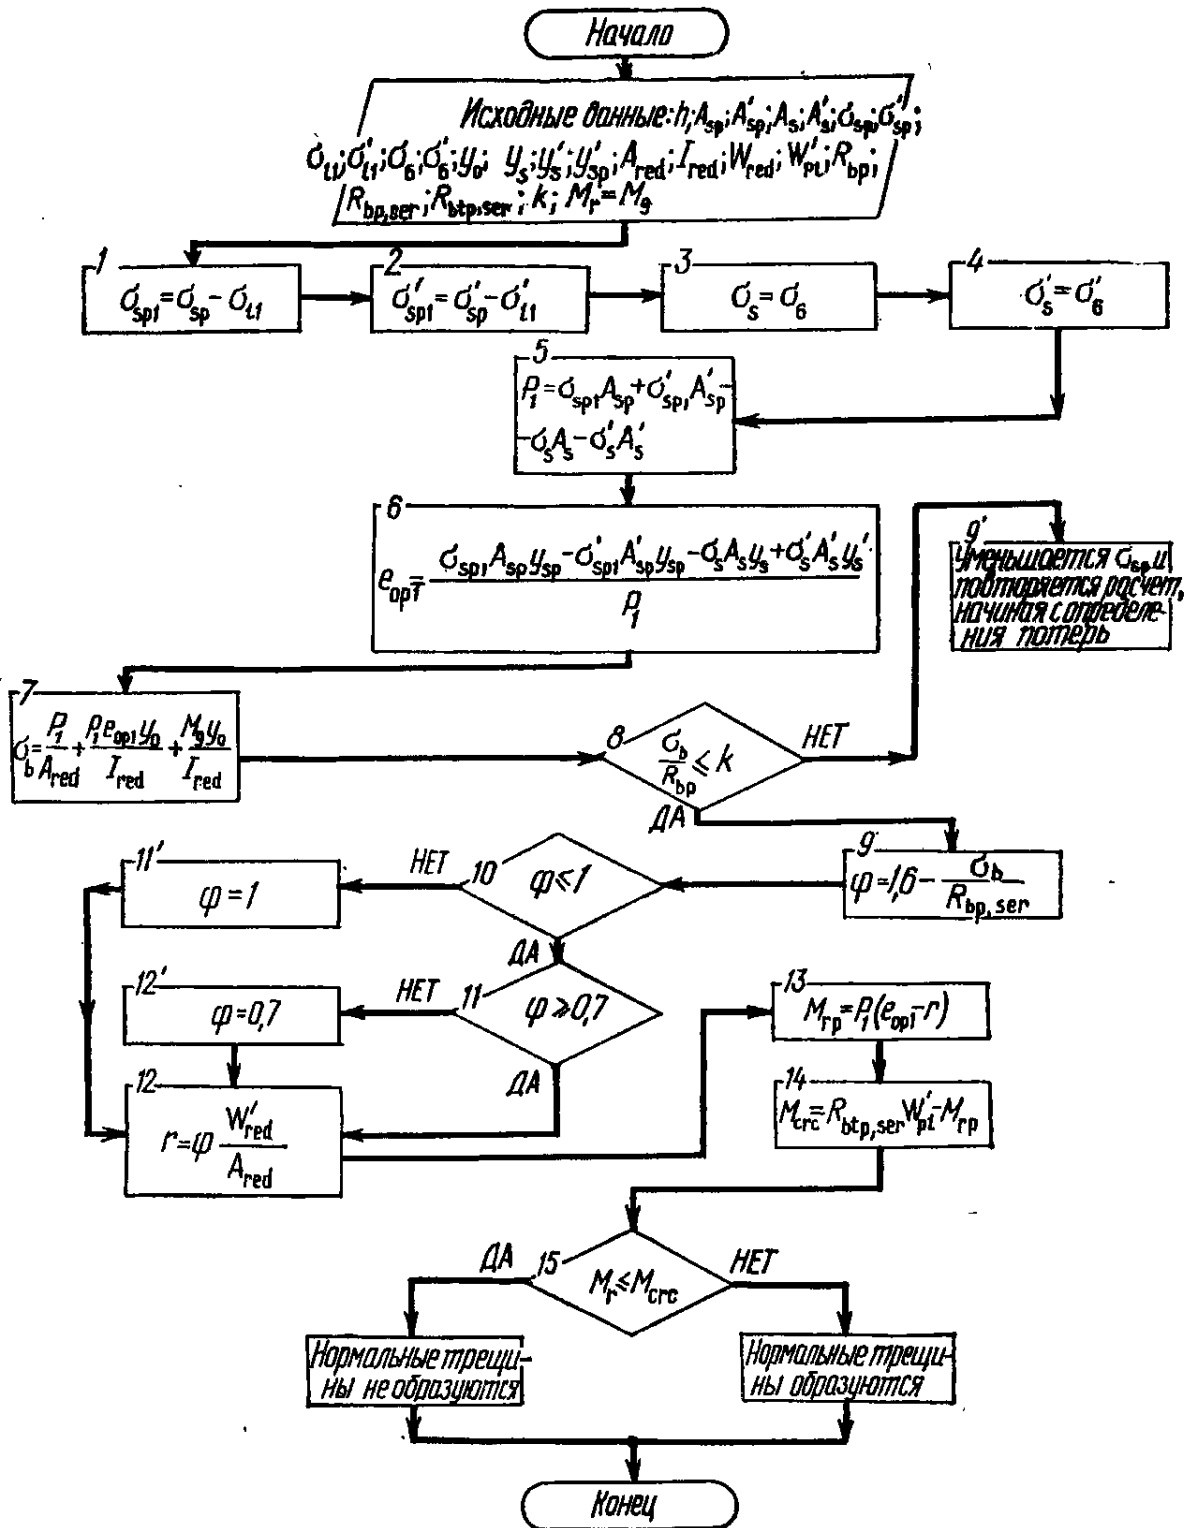 Начало
Исходные данные: h; A_sp; A'_sp; A_s; A'_s; σ_sp; σ'_sp;
σ_l1; σ'_l1; σ_6; σ'_6; y_0; y_s; y'_s; y'_sp; A_red; I_red; W_red; W'_pl; R_bp;
R_bp,ser; R_btp,ser; k; M_r = M_g
1
σ_sp1 = σ_sp − σ_l1
2
σ'_sp1 = σ'_sp − σ'_l1
3
σ_s = σ_6
4
σ'_s = σ'_6
5
P_1 = σ_sp1 A_sp + σ'_sp1 A'_sp −
− σ_s A_s − σ'_s A'_s
6
e_op1 = (σ_sp1 A_sp y_sp − σ'_sp1 A'_sp y_sp − σ_s A_s y_s + σ'_s A'_s y'_s) / P_1
9'
Уменьшается σ_sp и
повторяется расчет,
начиная с определе-
ния потерь
7
σ_b = P_1/A_red + P_1 e_op1 y_0/I_red + M_g y_0/I_red
8
σ_b/R_bp ≤ k
НЕТ
ДА
9
φ = 1,6 − σ_b/R_bp,ser
10
φ ≤ 1
НЕТ
11'
φ = 1
ДА
11
φ ⩾ 0,7
НЕТ
12'
φ = 0,7
ДА
12
r = φ W'_red/A_red
13
M_rp = P_1(e_op1 − r)
14
M_crc = R_btp,ser W'_pl − M_rp
15
M_r ≤ M_crc
ДА
НЕТ
Нормальные трещи-
ны не образуются
Нормальные трещи-
ны образуются
Конец